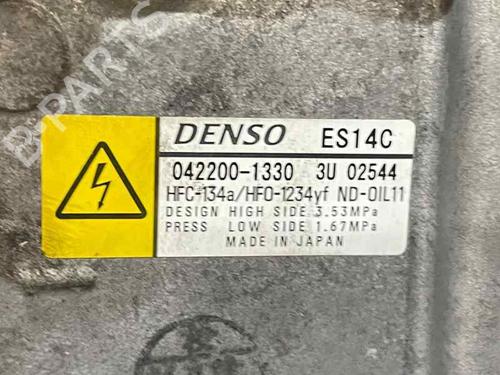 B-PARTS
DENSO ES14C
042200-1330 3U 02544
HFC-134a/HFO-1234yf ND-OIL11
DESIGN HIGH SIDE 3.53MPa
PRESS LOW SIDE 1.67MPa
MADE IN JAPAN